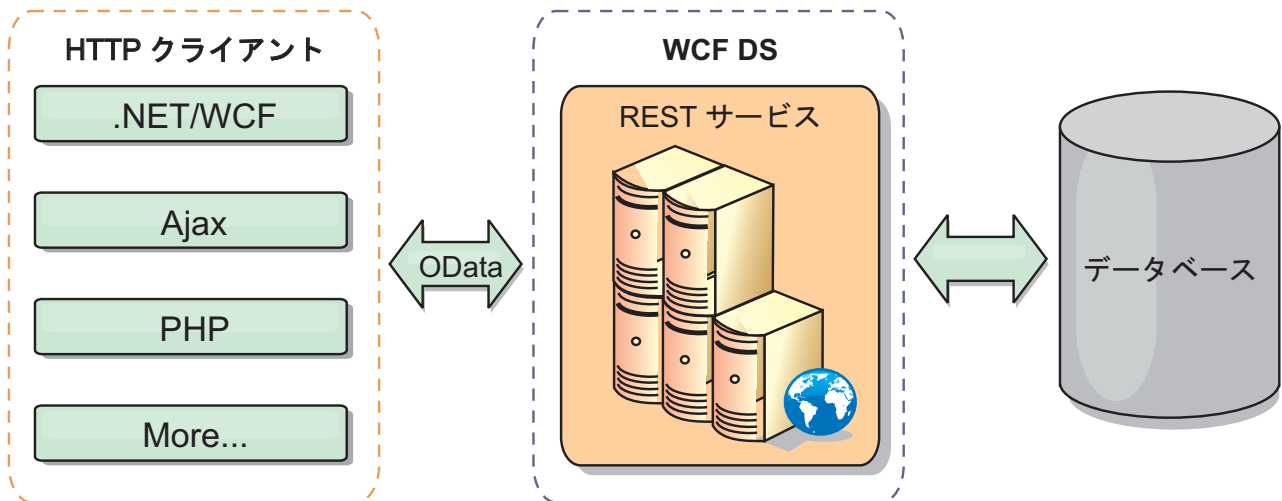 HTTP クライアント
.NET/WCF
Ajax
PHP
More...
OData
WCF DS
REST サービス
データベース